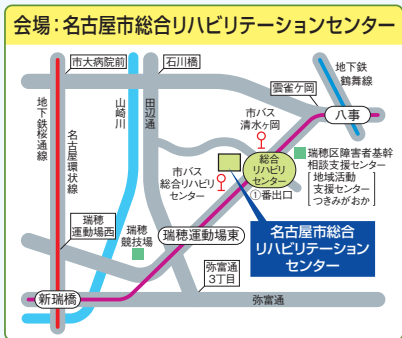 会場：名古屋市総合リハビリテーションセンター
市大病院前
石川橋
地下鉄
鶴舞線
雲雀ケ岡
八事
地下鉄桜通線
名古屋環状線
山崎川
田辺通
市バス
清水ヶ岡
総合
リハビリ
センター
①番出口
瑞穂区障害者基幹
相談支援センター
地域活動
支援センター
つきみがおか
市バス
総合リハビリ
センター
瑞穂
運動場西
瑞穂
競技場
瑞穂運動場東
名古屋市総合
リハビリテーション
センター
弥富通
3丁目
新瑞橋
弥富通